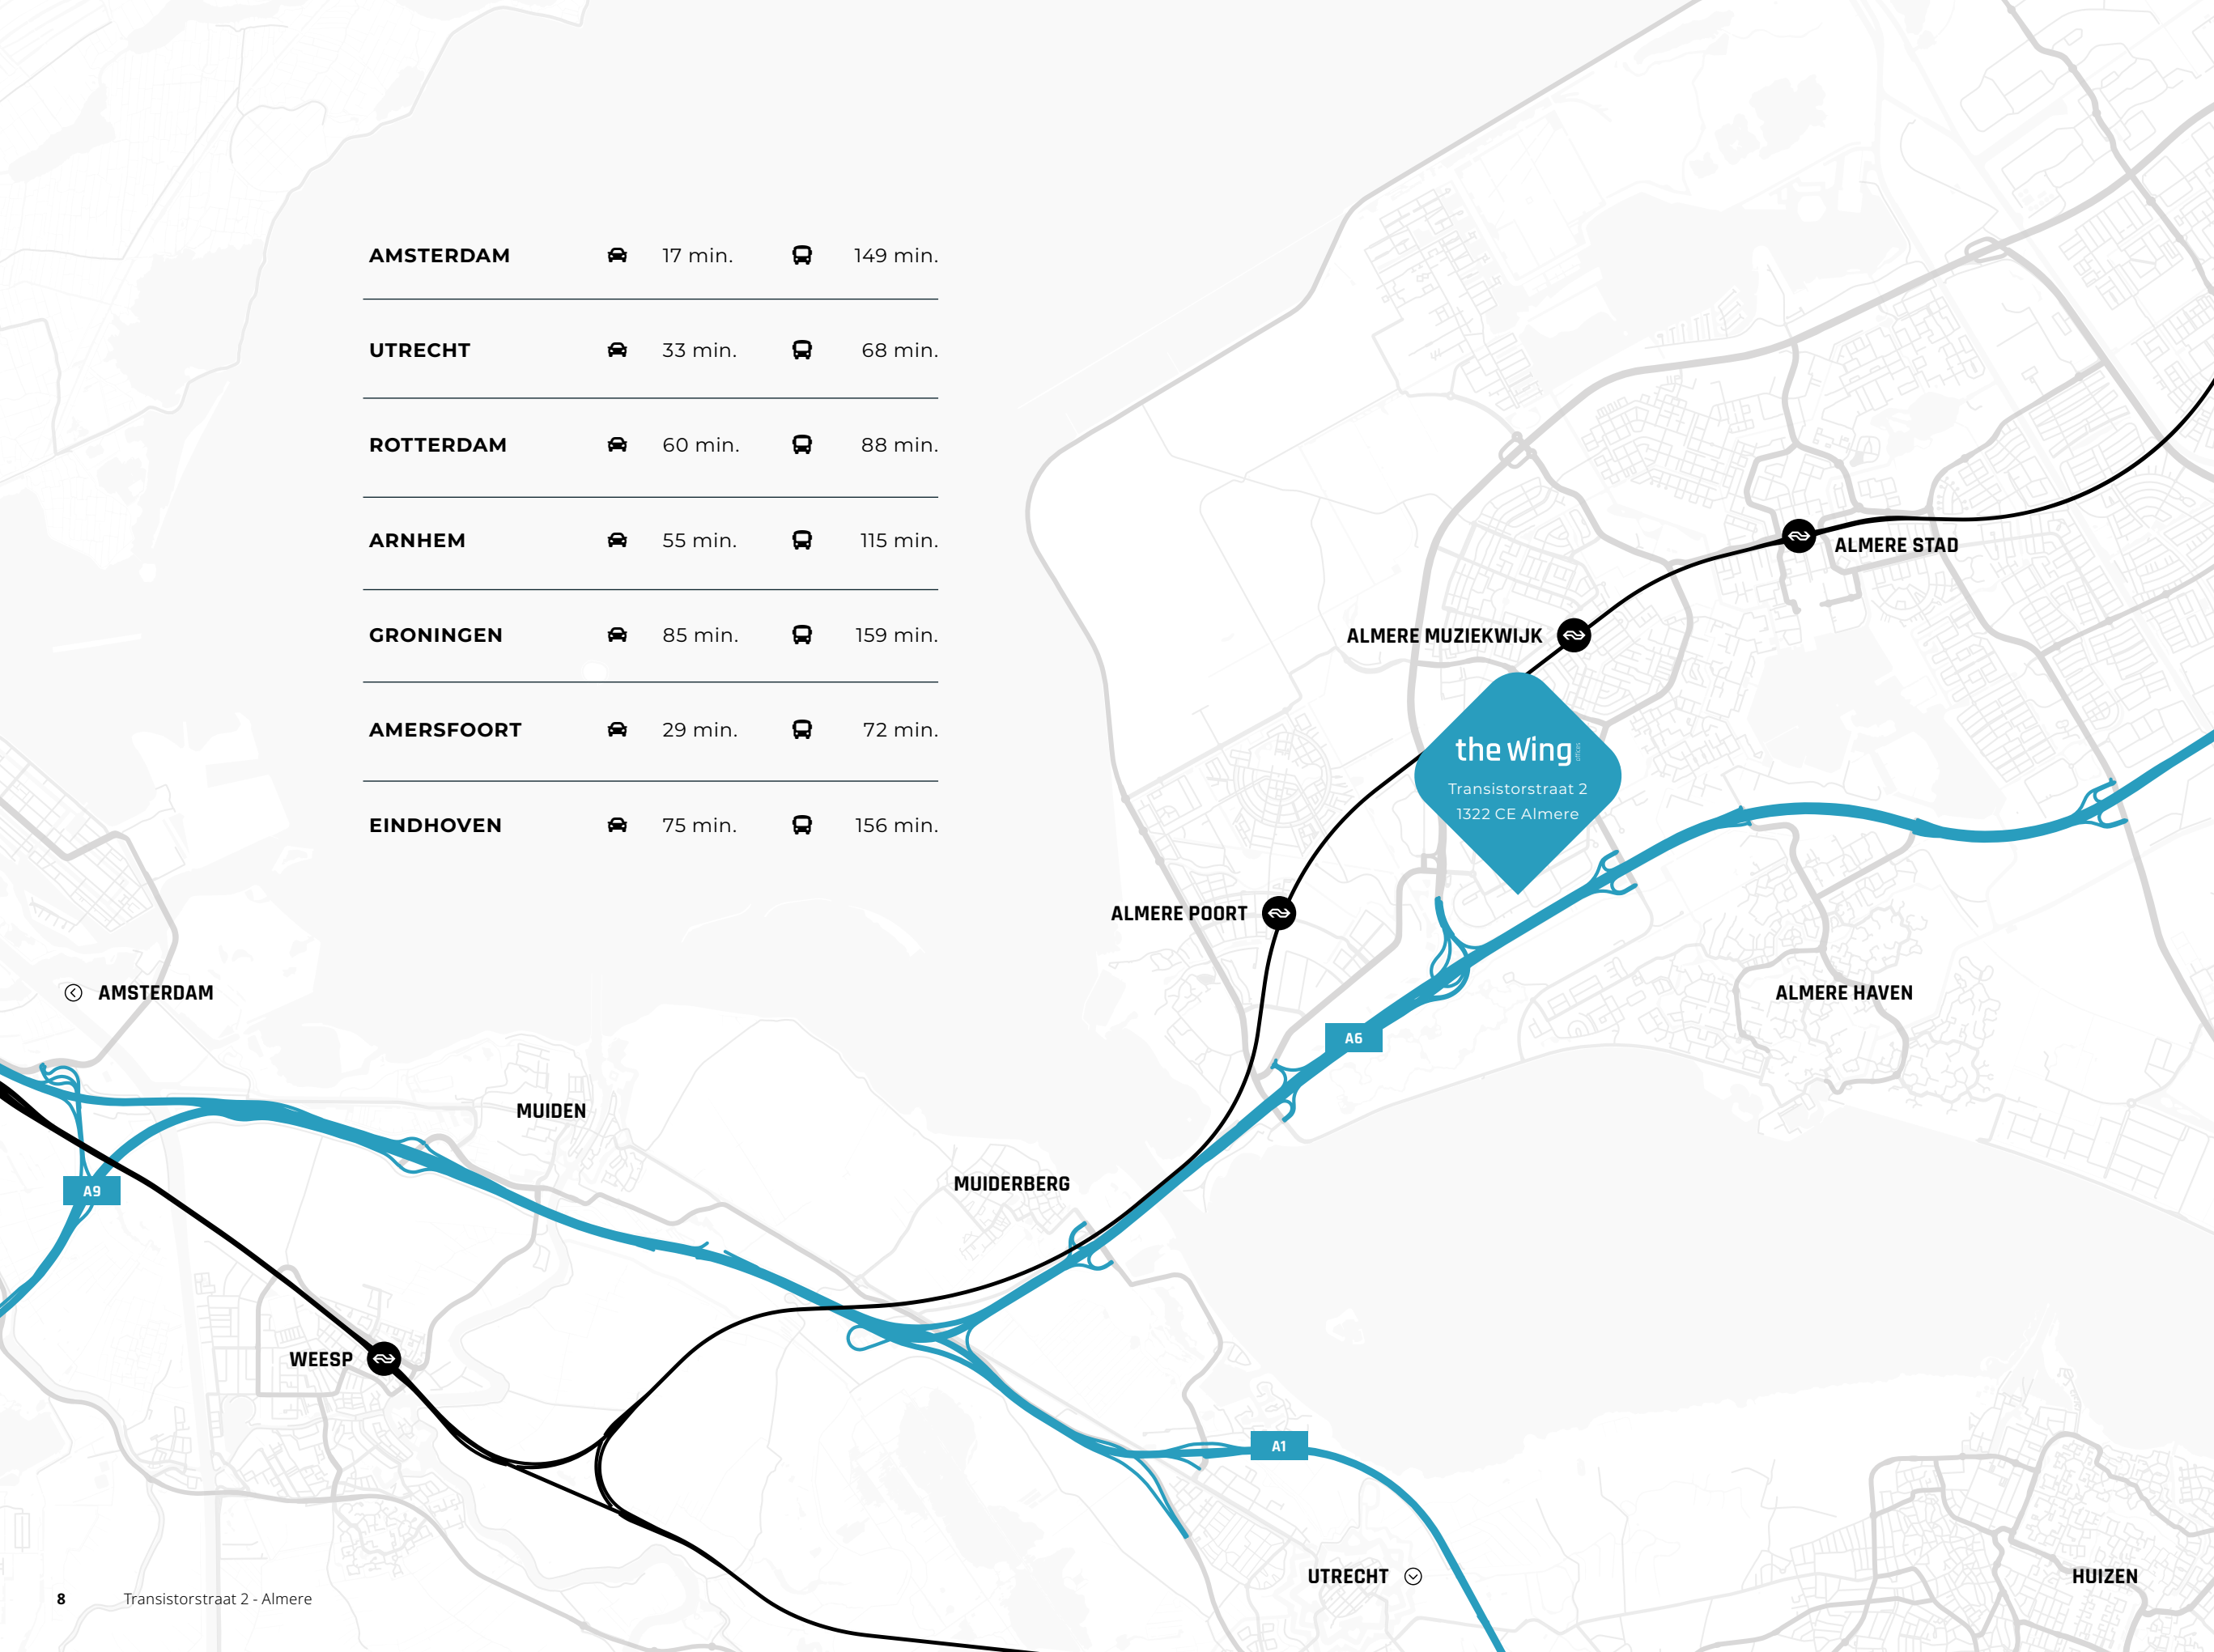 AMSTERDAM 17 min. 149 min.
UTRECHT 33 min. 68 min.
ROTTERDAM 60 min. 88 min.
ARNHEM 55 min. 115 min.
GRONINGEN 85 min. 159 min.
AMERSFOORT 29 min. 72 min.
EINDHOVEN 75 min. 156 min.
ALMERE STAD
ALMERE MUZIEKWIJK
the wing offices
Transistorstraat 2
1322 CE Almere
ALMERE POORT
AMSTERDAM
ALMERE HAVEN
A6
MUIDEN
MUIDERBERG
A9
WEESP
A1
UTRECHT
HUIZEN
8 Transistorstraat 2 - Almere